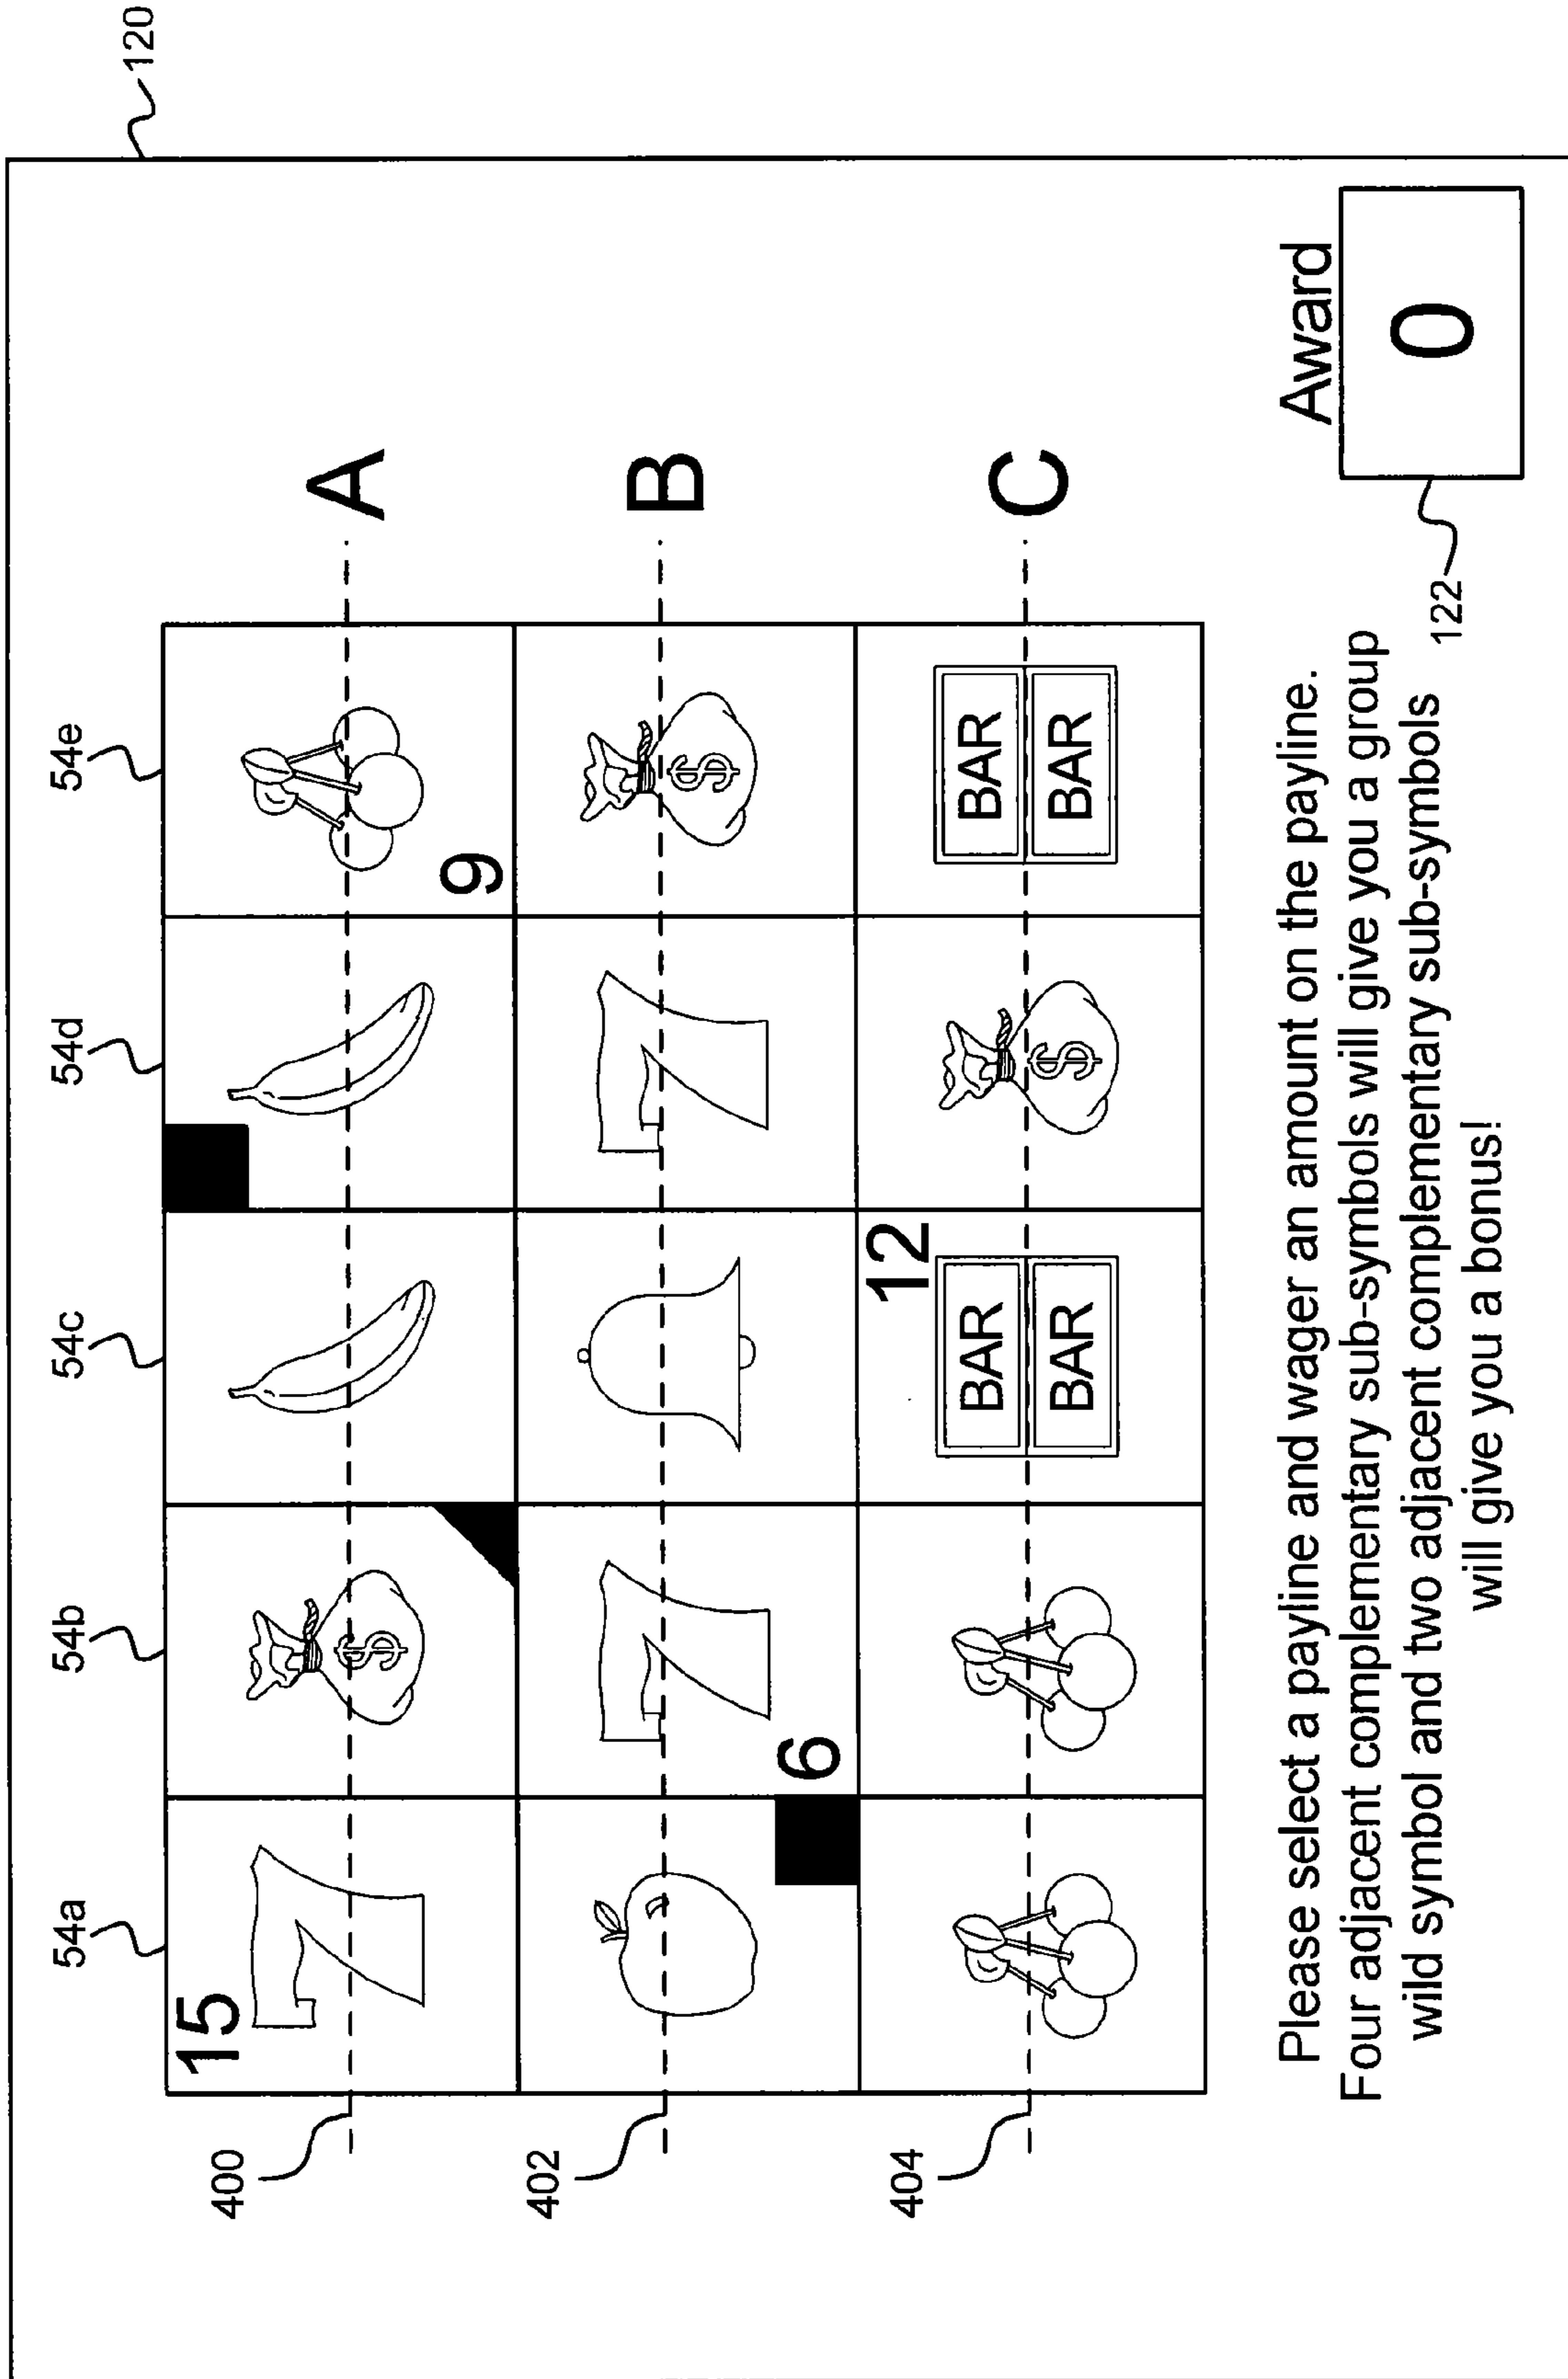 120
54a 54b 54c 54d 54e
400
15
9
A
402
6
$
B
404
12
BAR BAR
BAR BAR
$
C
Please select a payline and wager an amount on the payline.
Four adjacent complementary sub-symbols will give you a group
wild symbol and two adjacent complementary sub-symbols
will give you a bonus!
Award
0
122